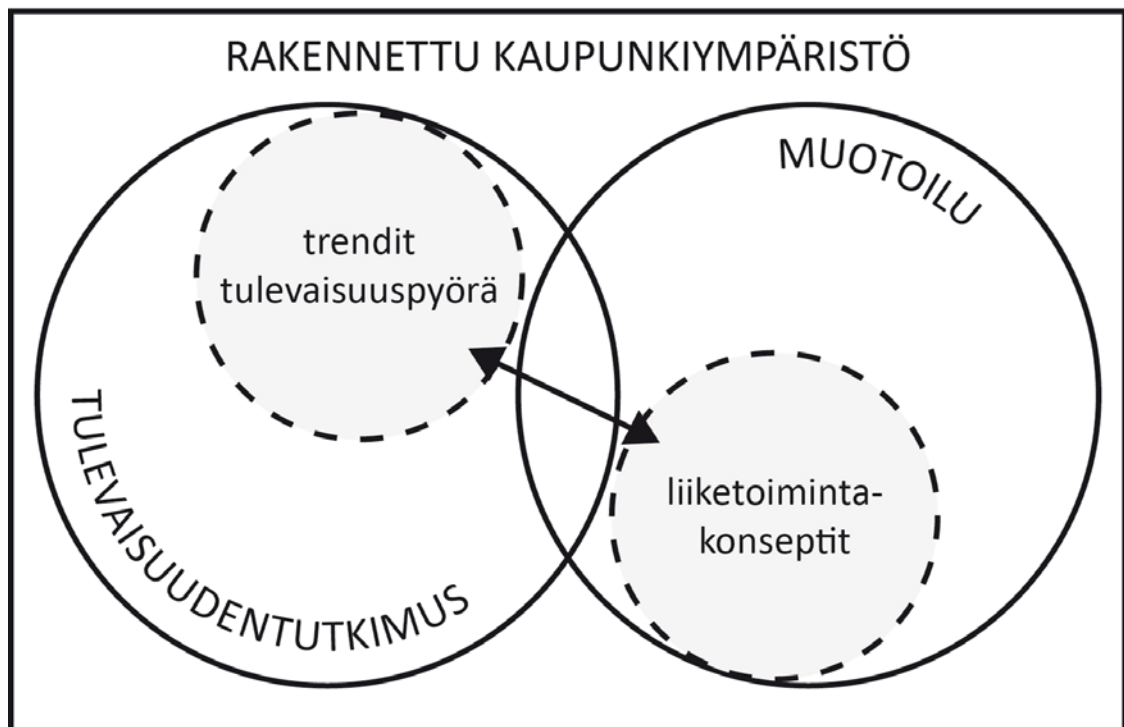 RAKENNETTU KAUPUNKIYMPÄRISTÖ
MUOTOILU
trendit
tulevaisuuspyörä
TULEVAISUUDENTUTKIMUS
liiketoiminta-
konseptit